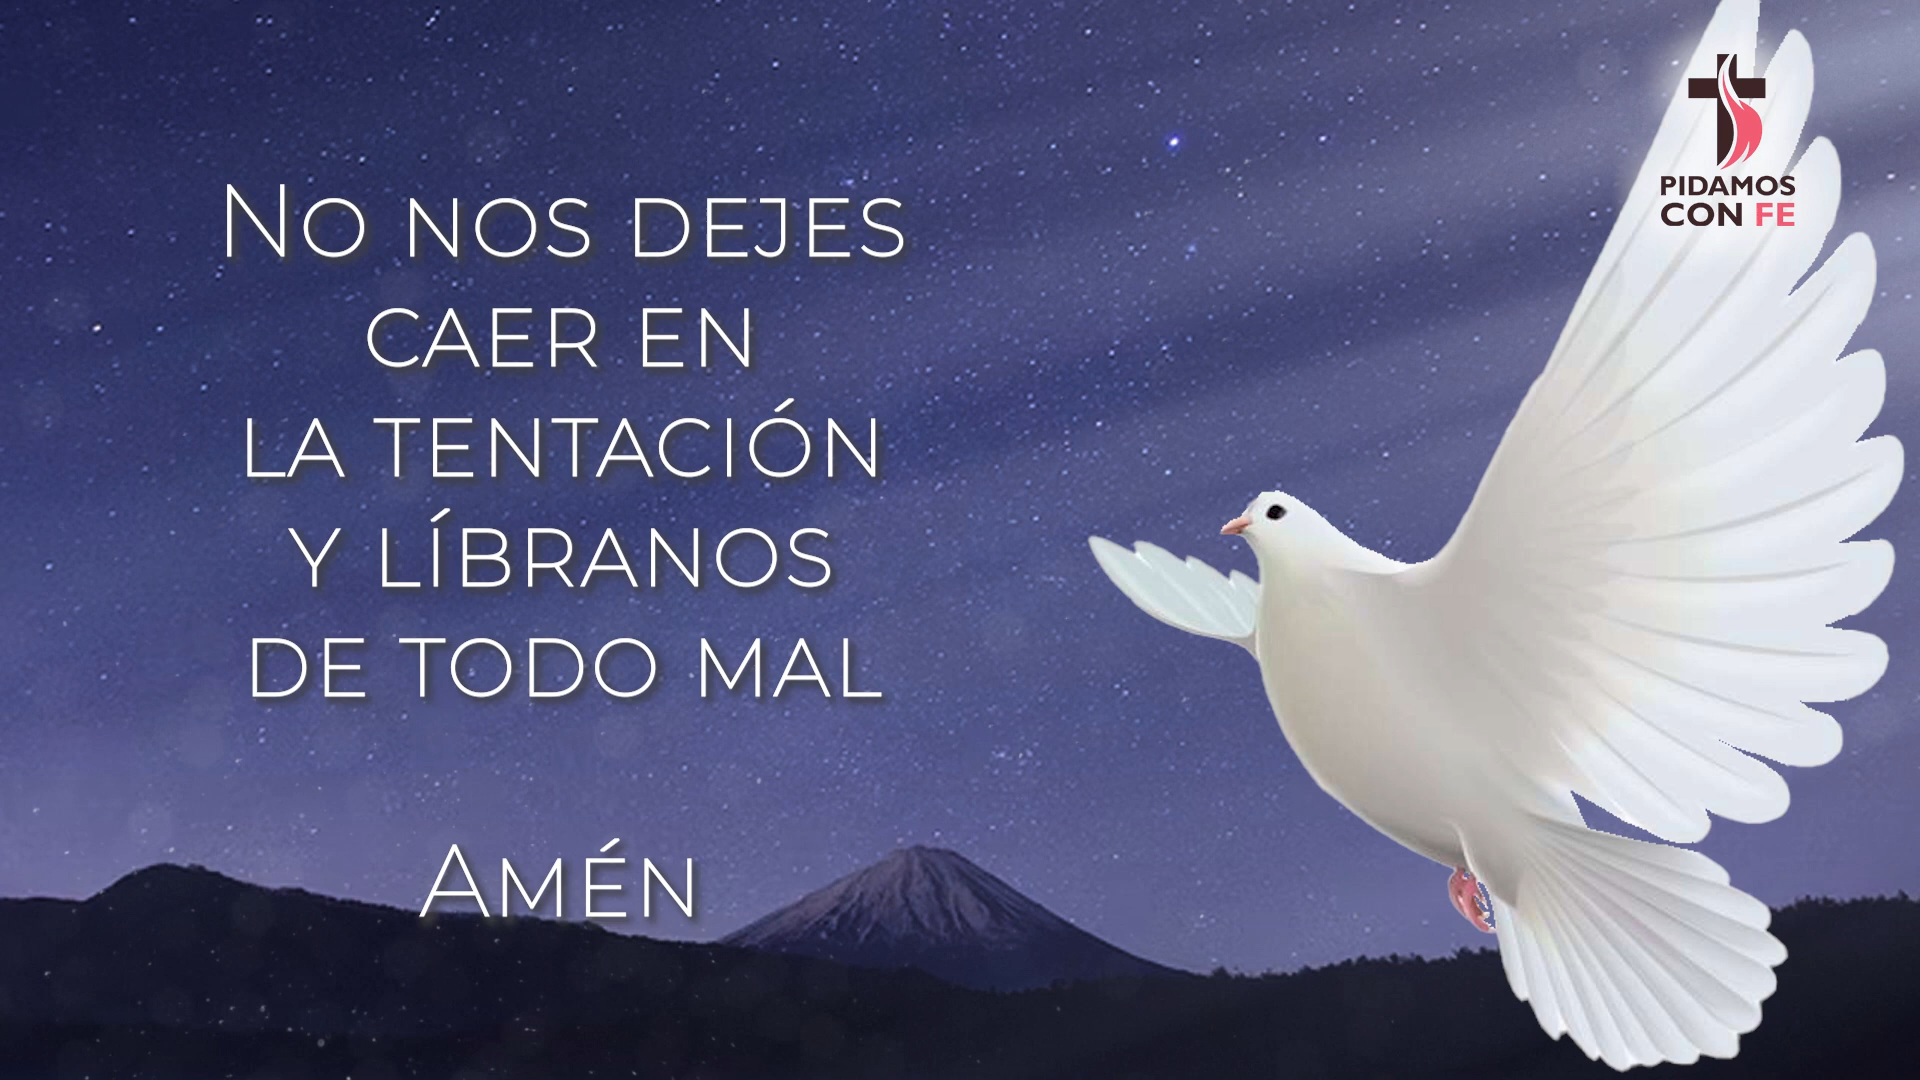 No nos dejes
caer en
la tentación
y líbranos
de todo mal
Amén
PIDAMOS
CON FE